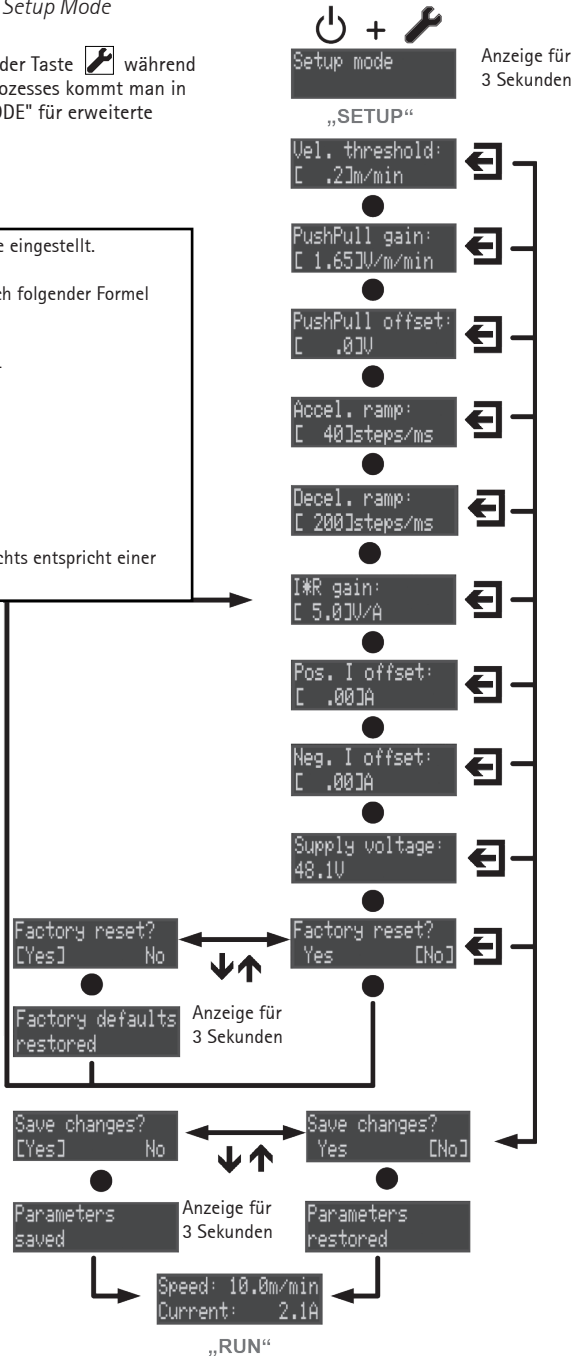 Setup Mode
der Taste während
ozesses kommt man in
DE" für erweiterte
e eingestellt.
ch folgender Formel
chts entspricht einer
+
Setup mode
Anzeige für
3 Sekunden
„SETUP“
Vel. threshold:
[ .2]m/min
PushPull gain:
[ 1.65]V/m/min
PushPull offset:
[ .0]V
Accel. ramp:
[ 40]steps/ms
Decel. ramp:
[ 200]steps/ms
I*R gain:
[ 5.0]V/A
Pos. I offset:
[ .00]A
Neg. I offset:
[ .00]A
Supply voltage:
48.1V
Factory reset?
[Yes] No
Factory reset?
Yes [No]
Factory defaults
restored
Anzeige für
3 Sekunden
Save changes?
[Yes] No
Save changes?
Yes [No]
Parameters
saved
Anzeige für
3 Sekunden
Parameters
restored
Speed: 10.0m/min
Current: 2.1A
„RUN“